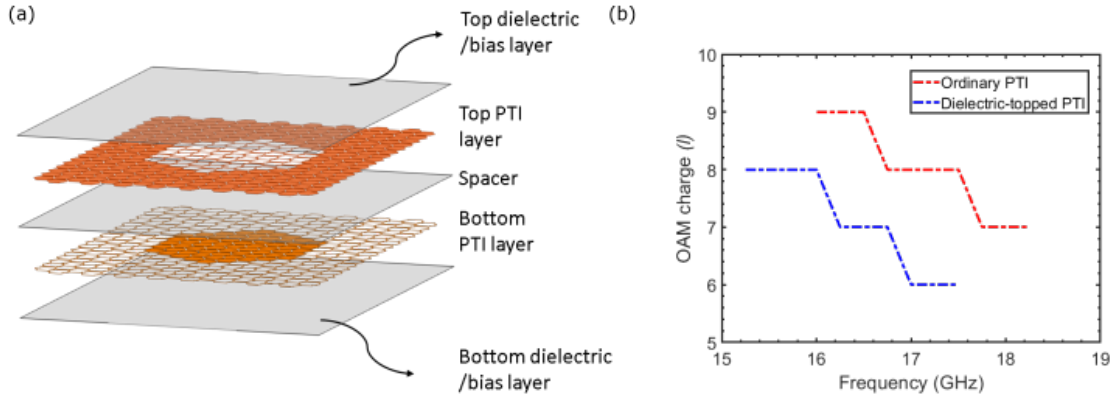 (a)
Top dielectric
/bias layer
Top PTI
layer
Spacer
Bottom
PTI layer
Bottom dielectric
/bias layer
(b)
OAM charge (l)
10
9
8
7
6
5
Ordinary PTI
Dielectric-topped PTI
15
16
17
18
19
Frequency (GHz)